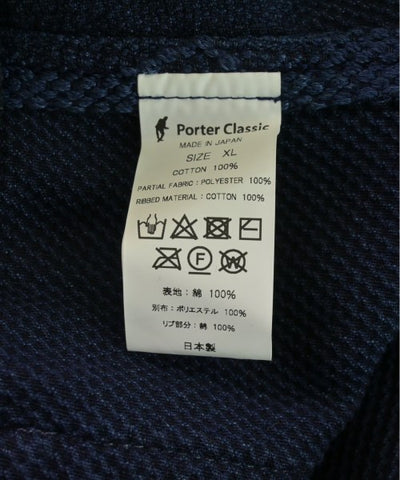 Porter Classic
MADE IN JAPAN
SIZE XL
COTTON 100%
PARTIAL FABRIC : POLYESTER 100%
RIBBED MATERIAL : COTTON 100%
F
表地 : 綿 100%
別布 : ポリエステル 100%
リブ部分 : 綿 100%
日本製